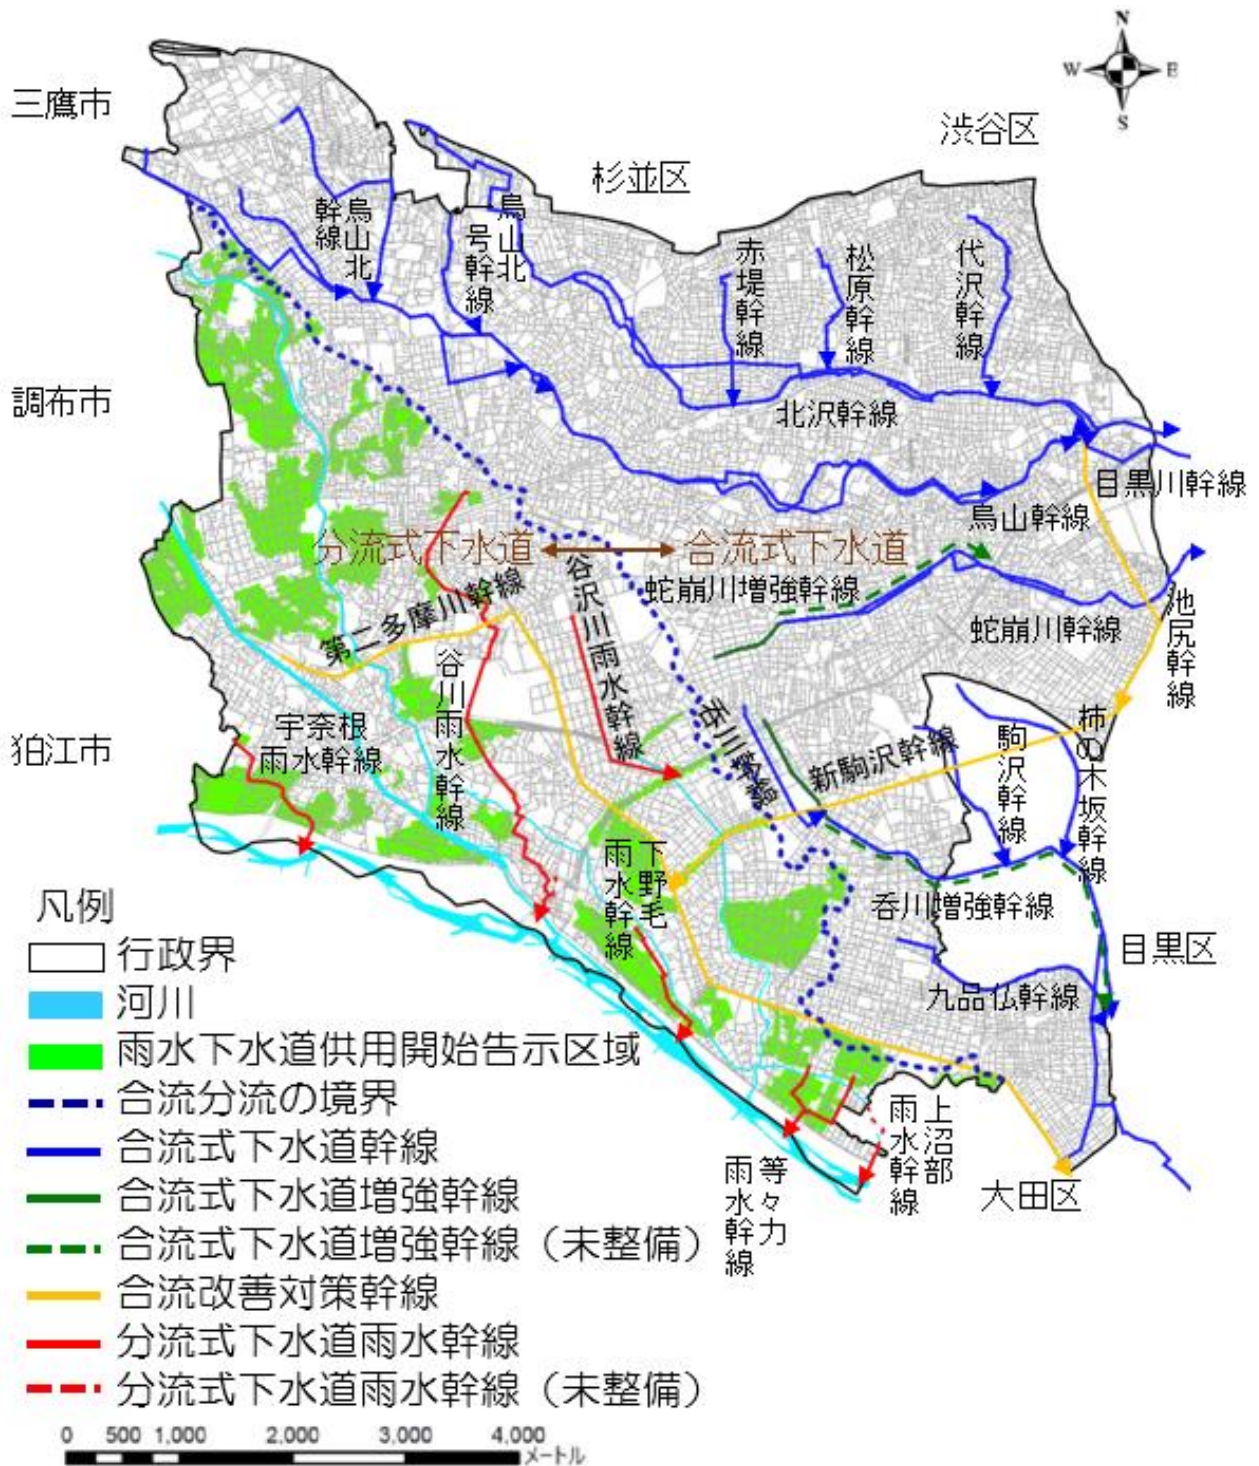 N
W
E
S
三鷹市
渋谷区
杉並区
烏山北
幹線
烏山北
号幹線
赤堤幹線
松原幹線
代沢幹線
調布市
北沢幹線
目黒川幹線
烏山幹線
分流式下水道
合流式下水道
谷沢川雨水幹線
蛇崩川増強幹線
第二多摩川幹線
蛇崩川幹線
池尻幹線
谷川雨水幹線
呑川幹線
宇奈根
雨水幹線
狛江市
新駒沢幹線
駒沢幹線
柿の木坂幹線
下野毛
雨水幹線
呑川増強幹線
目黒区
九品仏幹線
上沼部
雨水幹線
等々力
雨水幹線
大田区
凡例
行政界
河川
雨水下水道供用開始告示区域
合流分流の境界
合流式下水道幹線
合流式下水道増強幹線
合流式下水道増強幹線（未整備）
合流改善対策幹線
分流式下水道雨水幹線
分流式下水道雨水幹線（未整備）
0 500 1,000 2,000 3,000 4,000
メートル